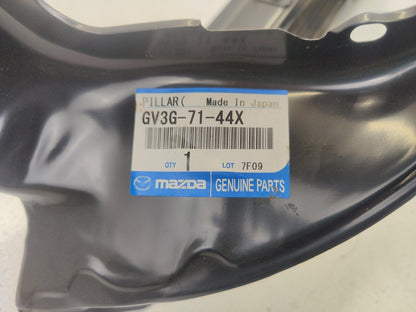 PILLAR( Made In Japan
GV3G-71-44X
QTY 1 LOT 7F09
mazda GENUINE PARTS